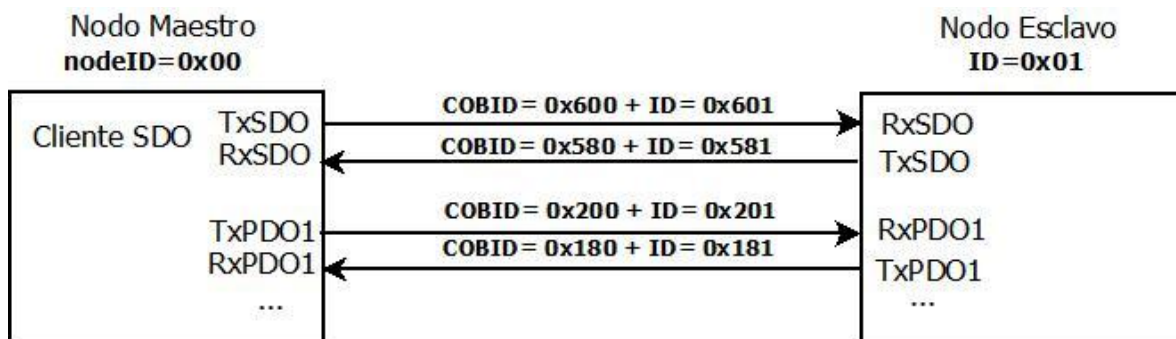 Nodo Maestro
nodeID=0x00
Nodo Esclavo
ID=0x01
Cliente SDO
TxSDO
COBID= 0x600 + ID= 0x601
RxSDO
RxSDO
COBID= 0x580 + ID= 0x581
TxSDO
TxPDO1
COBID= 0x200 + ID= 0x201
RxPDO1
RxPDO1
COBID= 0x180 + ID= 0x181
TxPDO1
...
...